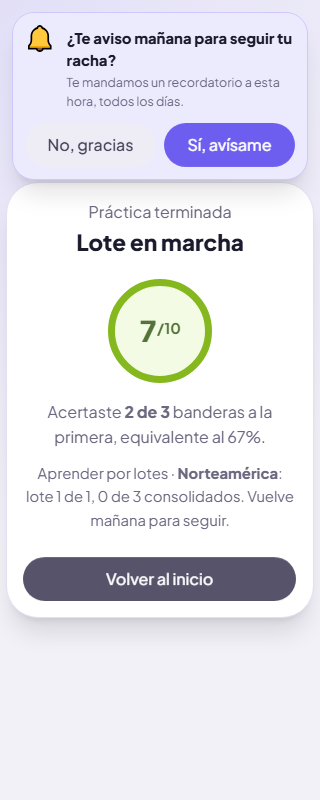 ¿Te aviso mañana para seguir tu
racha?
Te mandamos un recordatorio a esta
hora, todos los días.
No, gracias
Sí, avísame
Práctica terminada
Lote en marcha
7/10
Acertaste 2 de 3 banderas a la
primera, equivalente al 67%.
Aprender por lotes · Norteamérica:
lote 1 de 1, 0 de 3 consolidados. Vuelve
mañana para seguir.
Volver al inicio